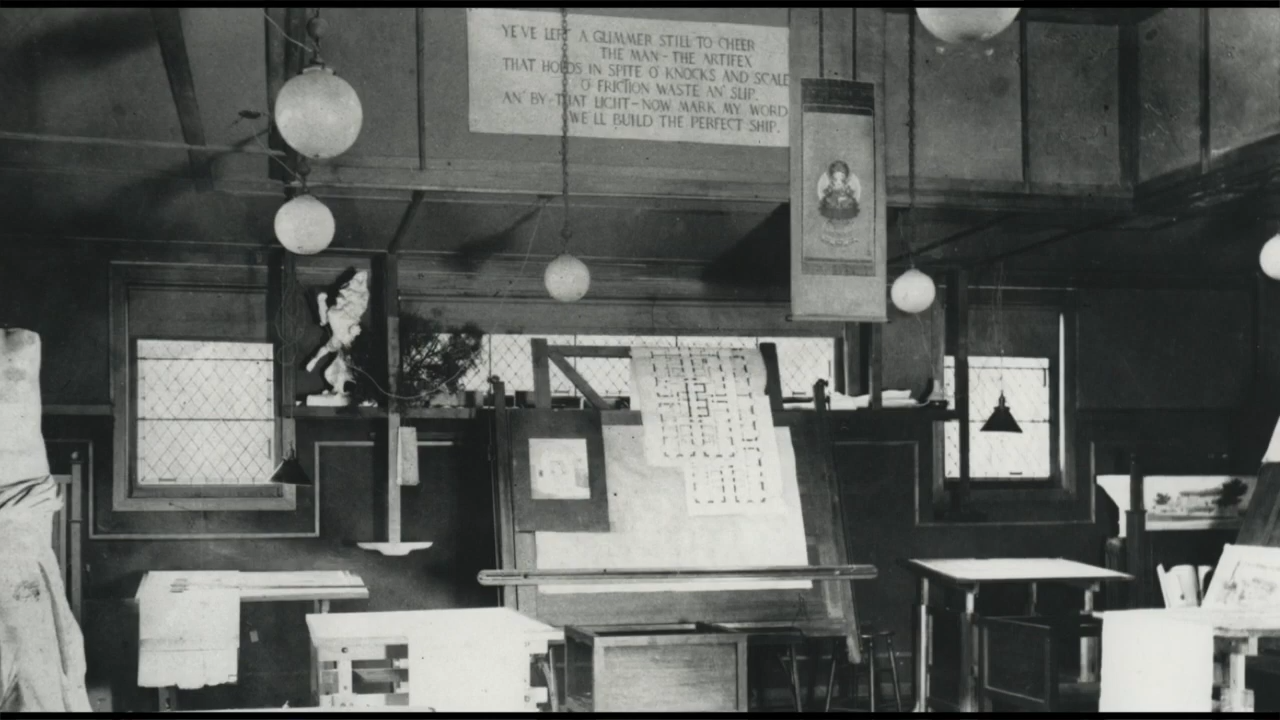 YE'VE LEFT A GLIMMER STILL TO CHEER
THE MAN - THE ARTIFEX
THAT HOLDS IN SPITE O' KNOCKS AND SCALE
O' FRICTION WASTE AN' SLIP.
AN' BY THAT LIGHT - NOW MARK MY WORD
WE'LL BUILD THE PERFECT SHIP.